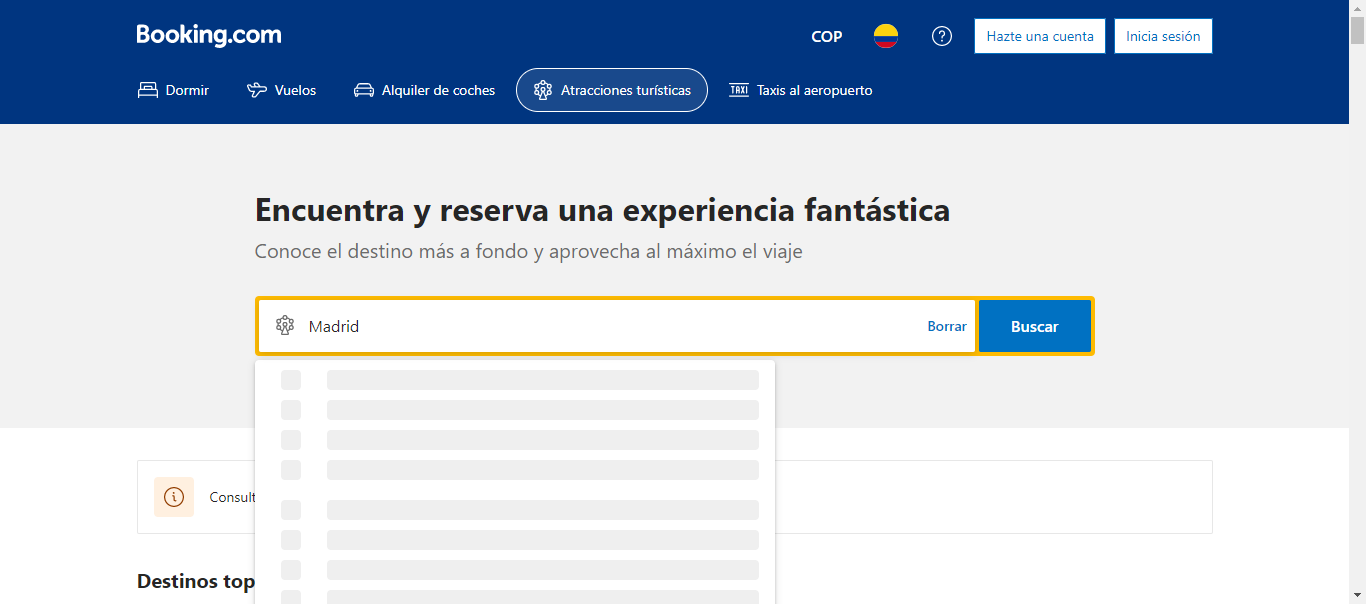 Booking.com
COP
Hazte una cuenta
Inicia sesión
Dormir
Vuelos
Alquiler de coches
Atracciones turísticas
TAXI
Taxis al aeropuerto
Encuentra y reserva una experiencia fantástica
Conoce el destino más a fondo y aprovecha al máximo el viaje
Madrid
Borrar
Buscar
Consult
Destinos top